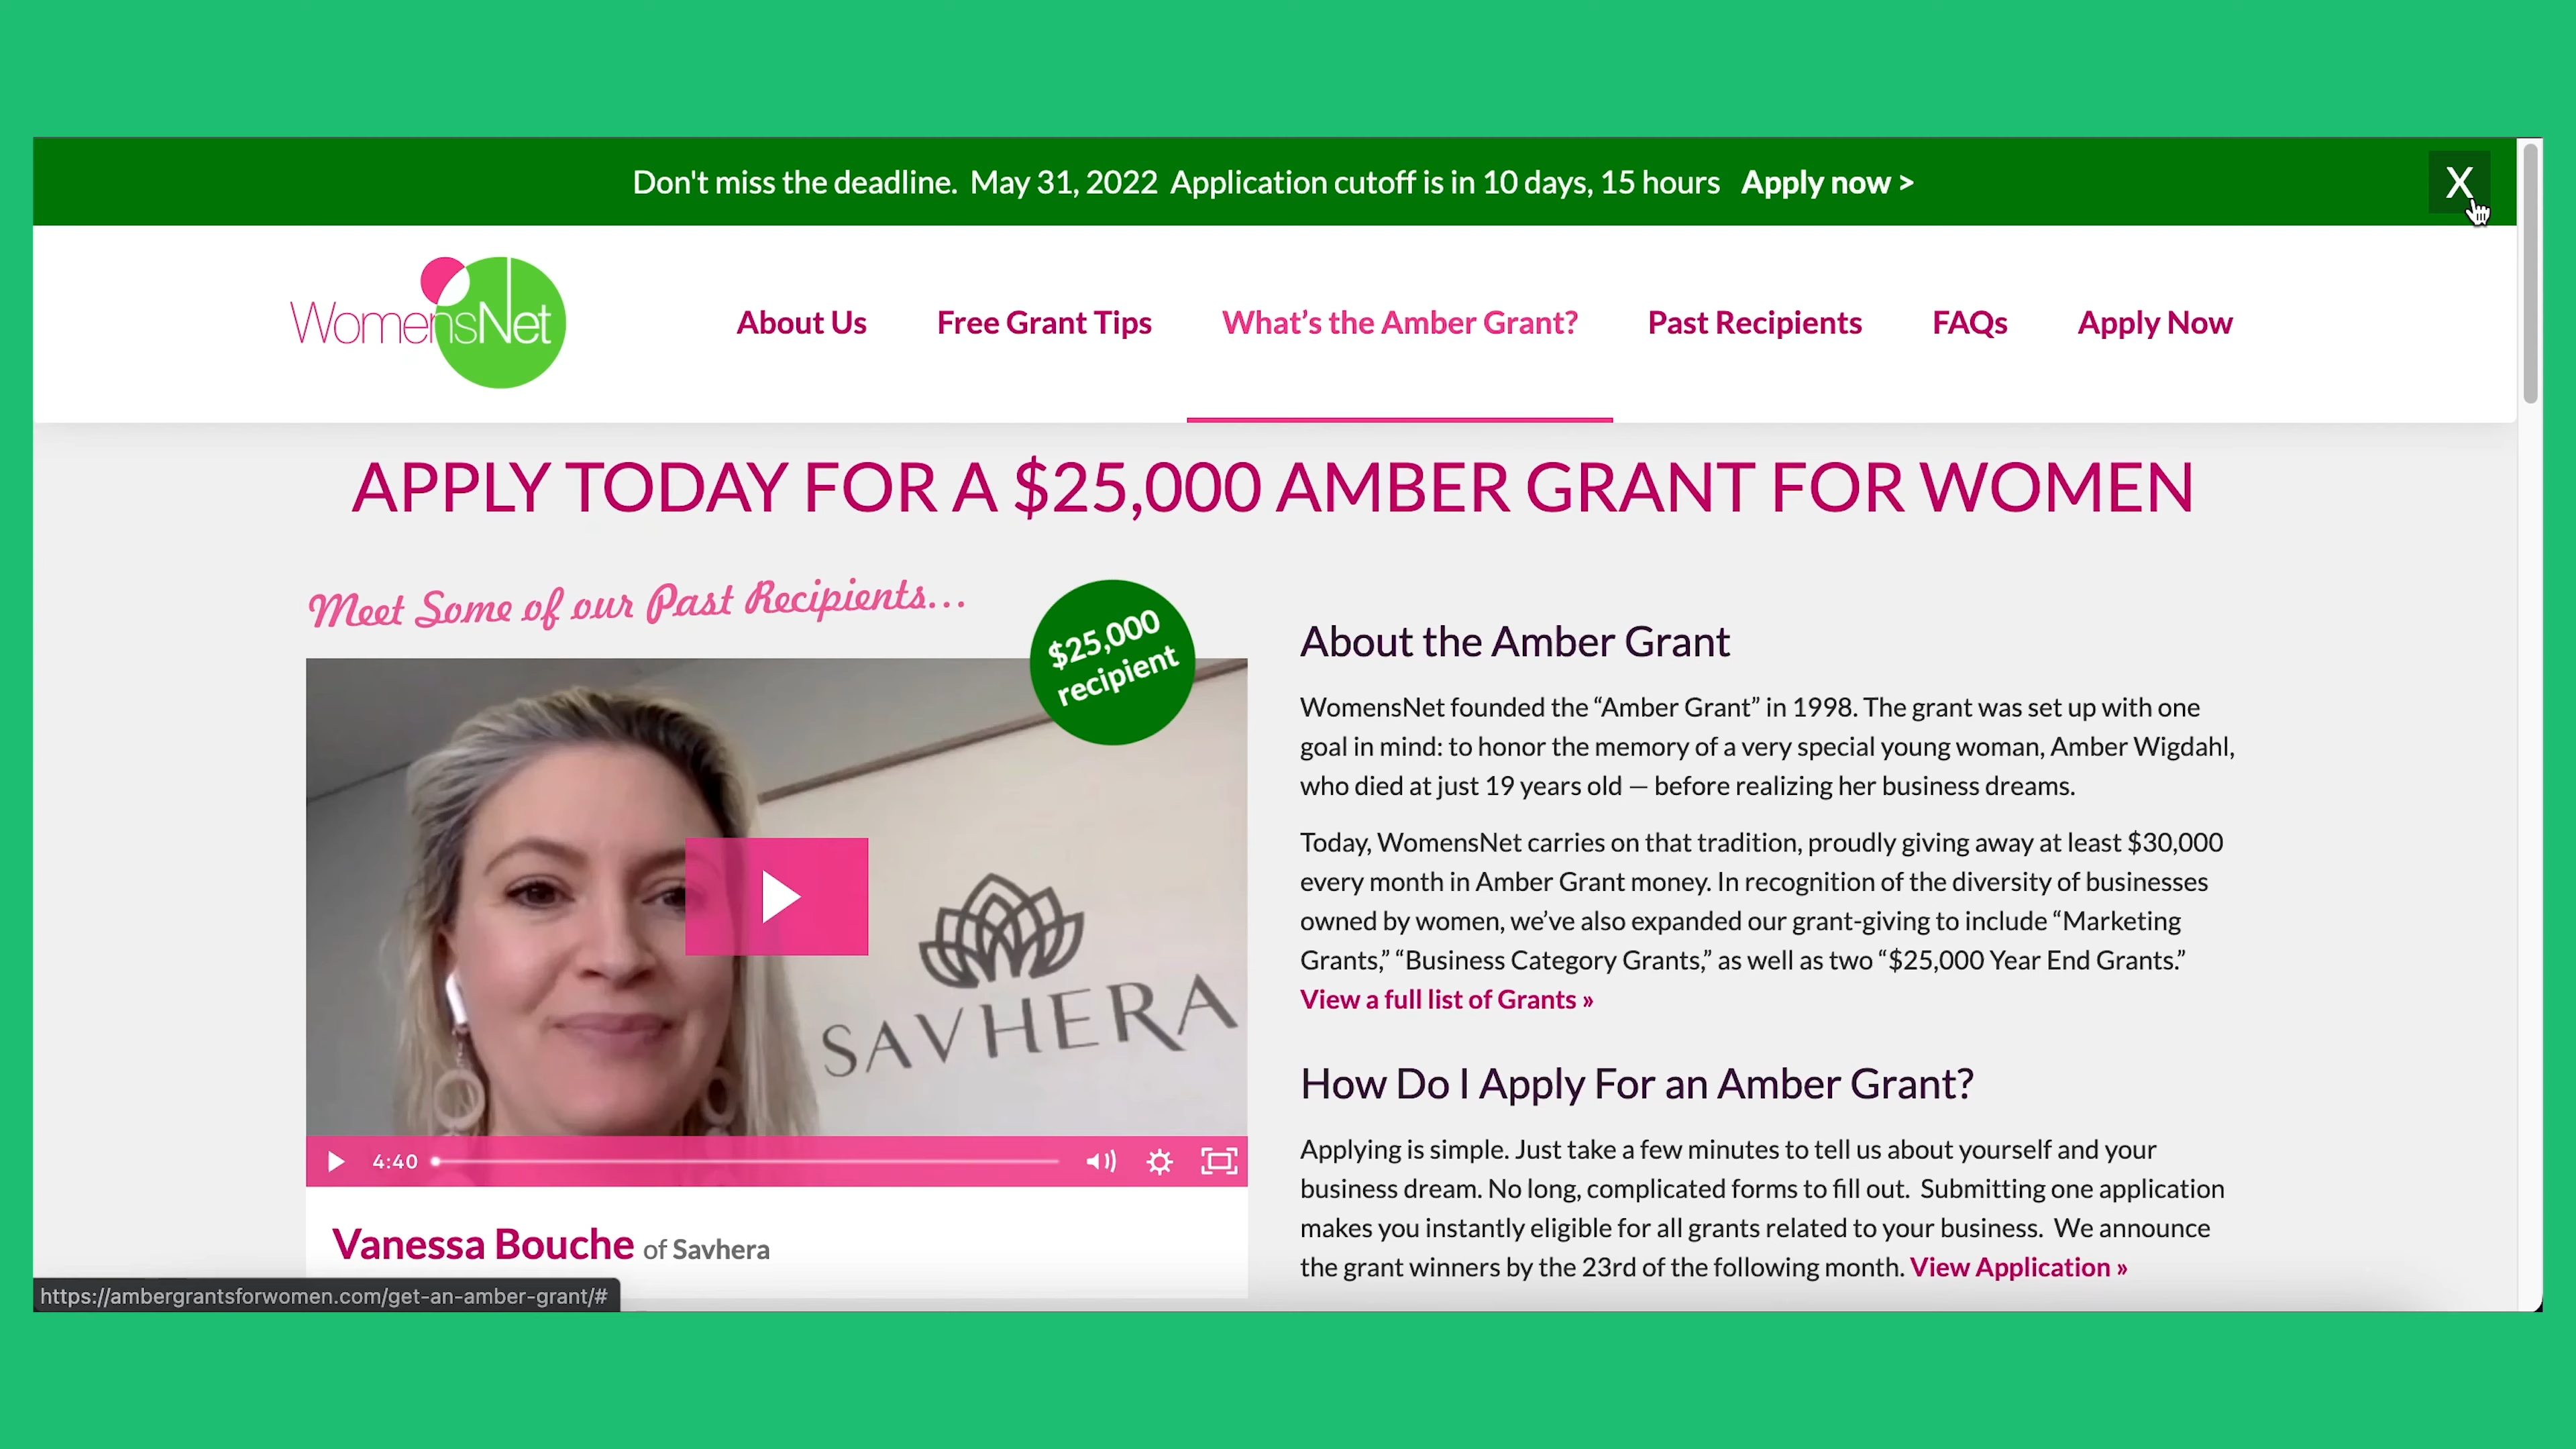 Don't miss the deadline. May 31, 2022 Application cutoff is in 10 days, 15 hours Apply now >
X
WomensNet
About Us
Free Grant Tips
What's the Amber Grant?
Past Recipients
FAQs
Apply Now
APPLY TODAY FOR A $25,000 AMBER GRANT FOR WOMEN
Meet Some of our Past Recipients...
$25,000
recipient
SAVHERA
4:40
Vanessa Bouche of Savhera
About the Amber Grant
WomensNet founded the “Amber Grant” in 1998. The grant was set up with one
goal in mind: to honor the memory of a very special young woman, Amber Wigdahl,
who died at just 19 years old — before realizing her business dreams.
Today, WomensNet carries on that tradition, proudly giving away at least $30,000
every month in Amber Grant money. In recognition of the diversity of businesses
owned by women, we’ve also expanded our grant-giving to include “Marketing
Grants,” “Business Category Grants,” as well as two “$25,000 Year End Grants.”
View a full list of Grants »
How Do I Apply For an Amber Grant?
Applying is simple. Just take a few minutes to tell us about yourself and your
business dream. No long, complicated forms to fill out. Submitting one application
makes you instantly eligible for all grants related to your business. We announce
the grant winners by the 23rd of the following month. View Application »
https://ambergrantsforwomen.com/get-an-amber-grant/#